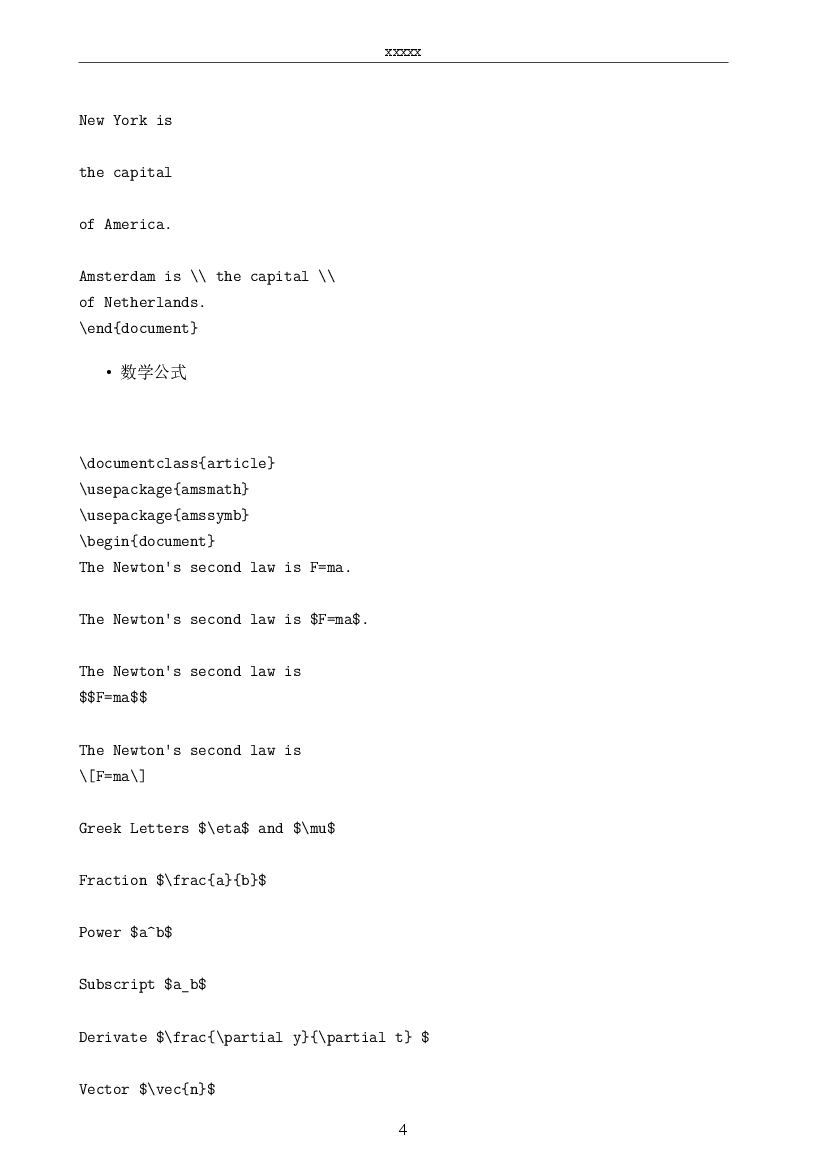 xxxxx
New York is
the capital
of America.
Amsterdam is \\ the capital \\
of Netherlands.
\end{document}
• 数学公式
\documentclass{article}
\usepackage{amsmath}
\usepackage{amssymb}
\begin{document}
The Newton's second law is F=ma.
The Newton's second law is $F=ma$.
The Newton's second law is
$$F=ma$$
The Newton's second law is
\[F=ma\]
Greek Letters $\eta$ and $\mu$
Fraction $\frac{a}{b}$
Power $a^b$
Subscript $a_b$
Derivate $\frac{\partial y}{\partial t} $
Vector $\vec{n}$
4